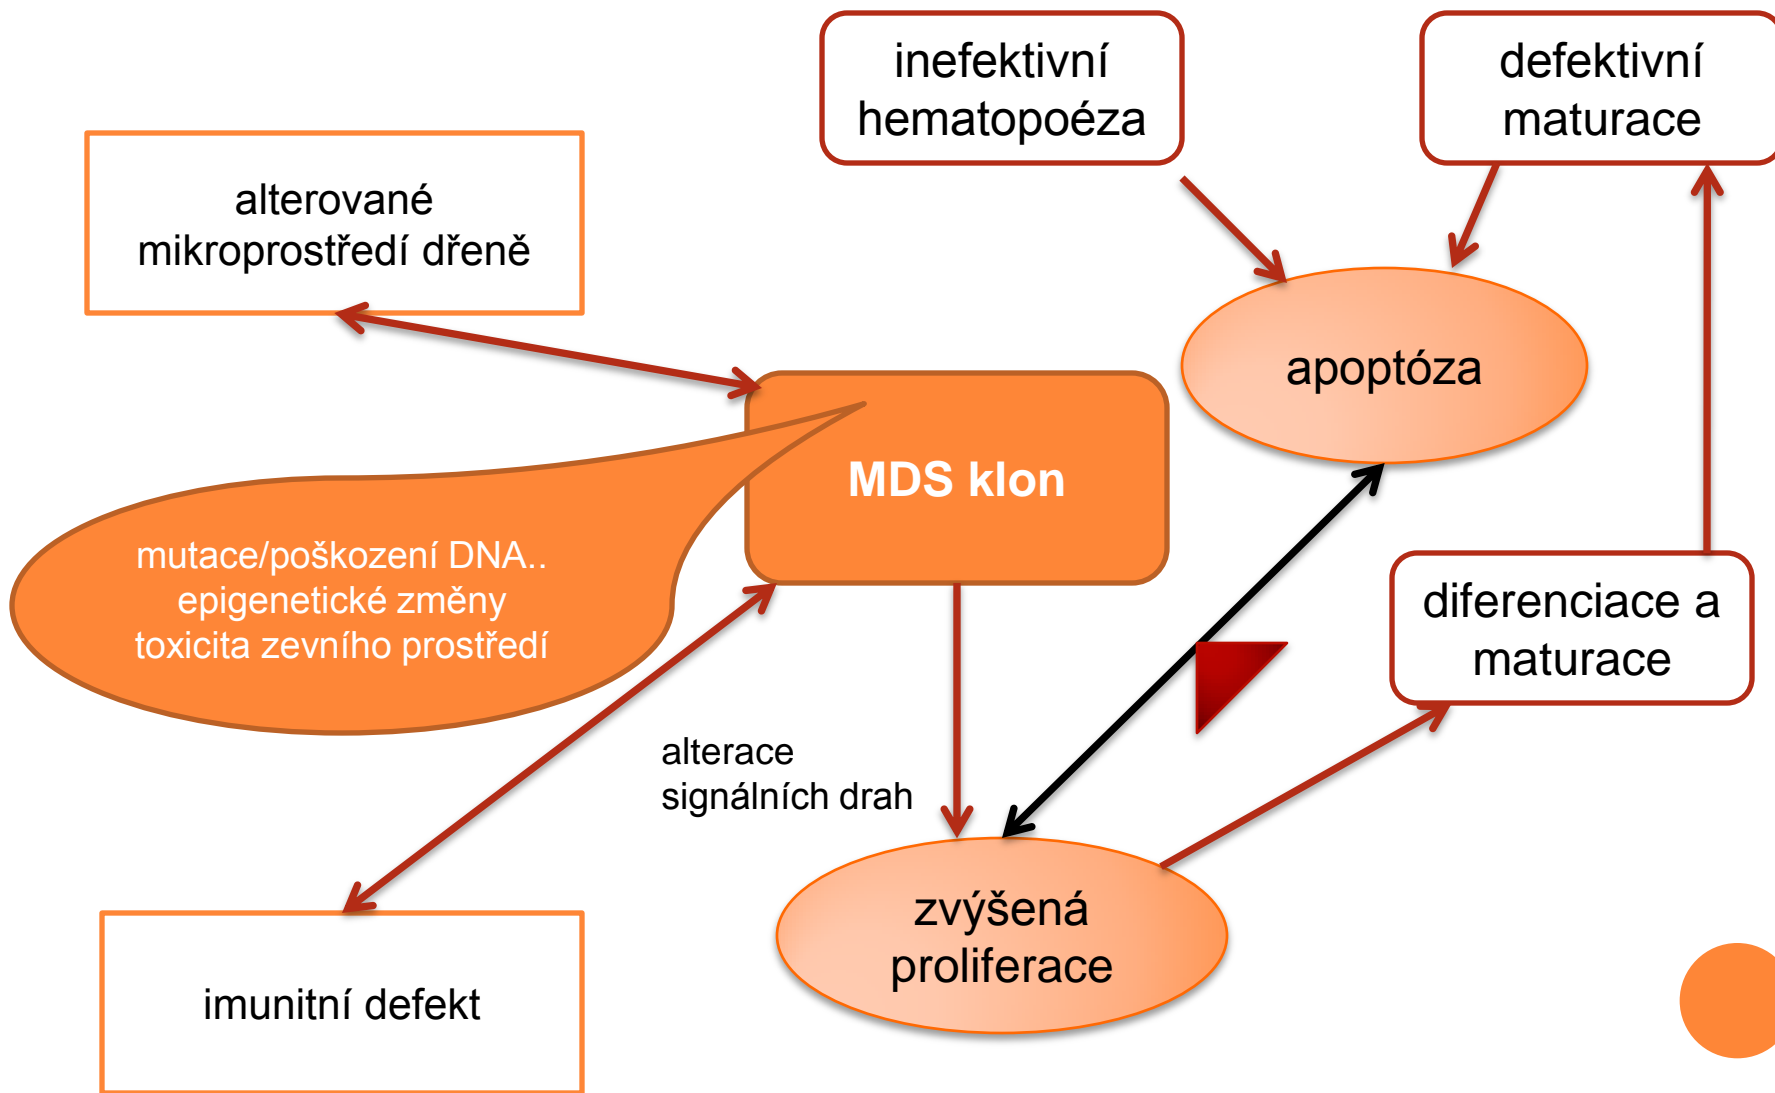 inefektivní
hematopoéza
defektivní
maturace
alterované
mikroprostředí dřeně
apoptóza
MDS klon
mutace/poškození DNA..
epigenetické změny
toxicita zevního prostředí
diferenciace a
maturace
alterace
signálních drah
zvýšená
proliferace
imunitní defekt